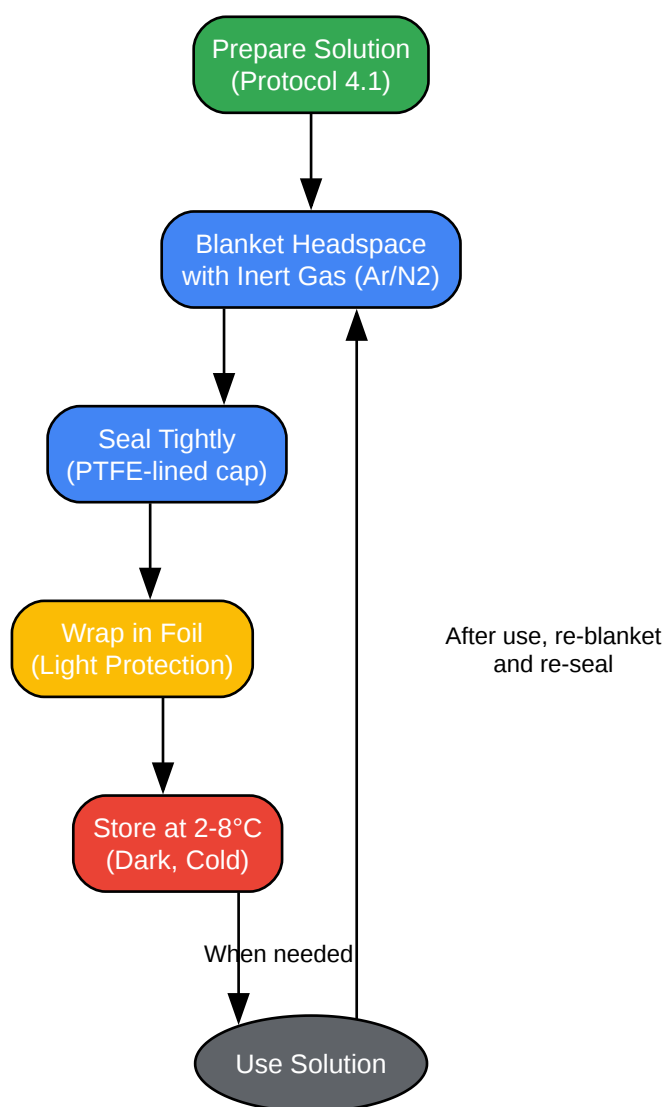 Prepare Solution
(Protocol 4.1)
Blanket Headspace
with Inert Gas (Ar/N2)
Seal Tightly
(PTFE-lined cap)
Wrap in Foil
(Light Protection)
After use, re-blanket
and re-seal
Store at 2-8°C
(Dark, Cold)
When needed
Use Solution